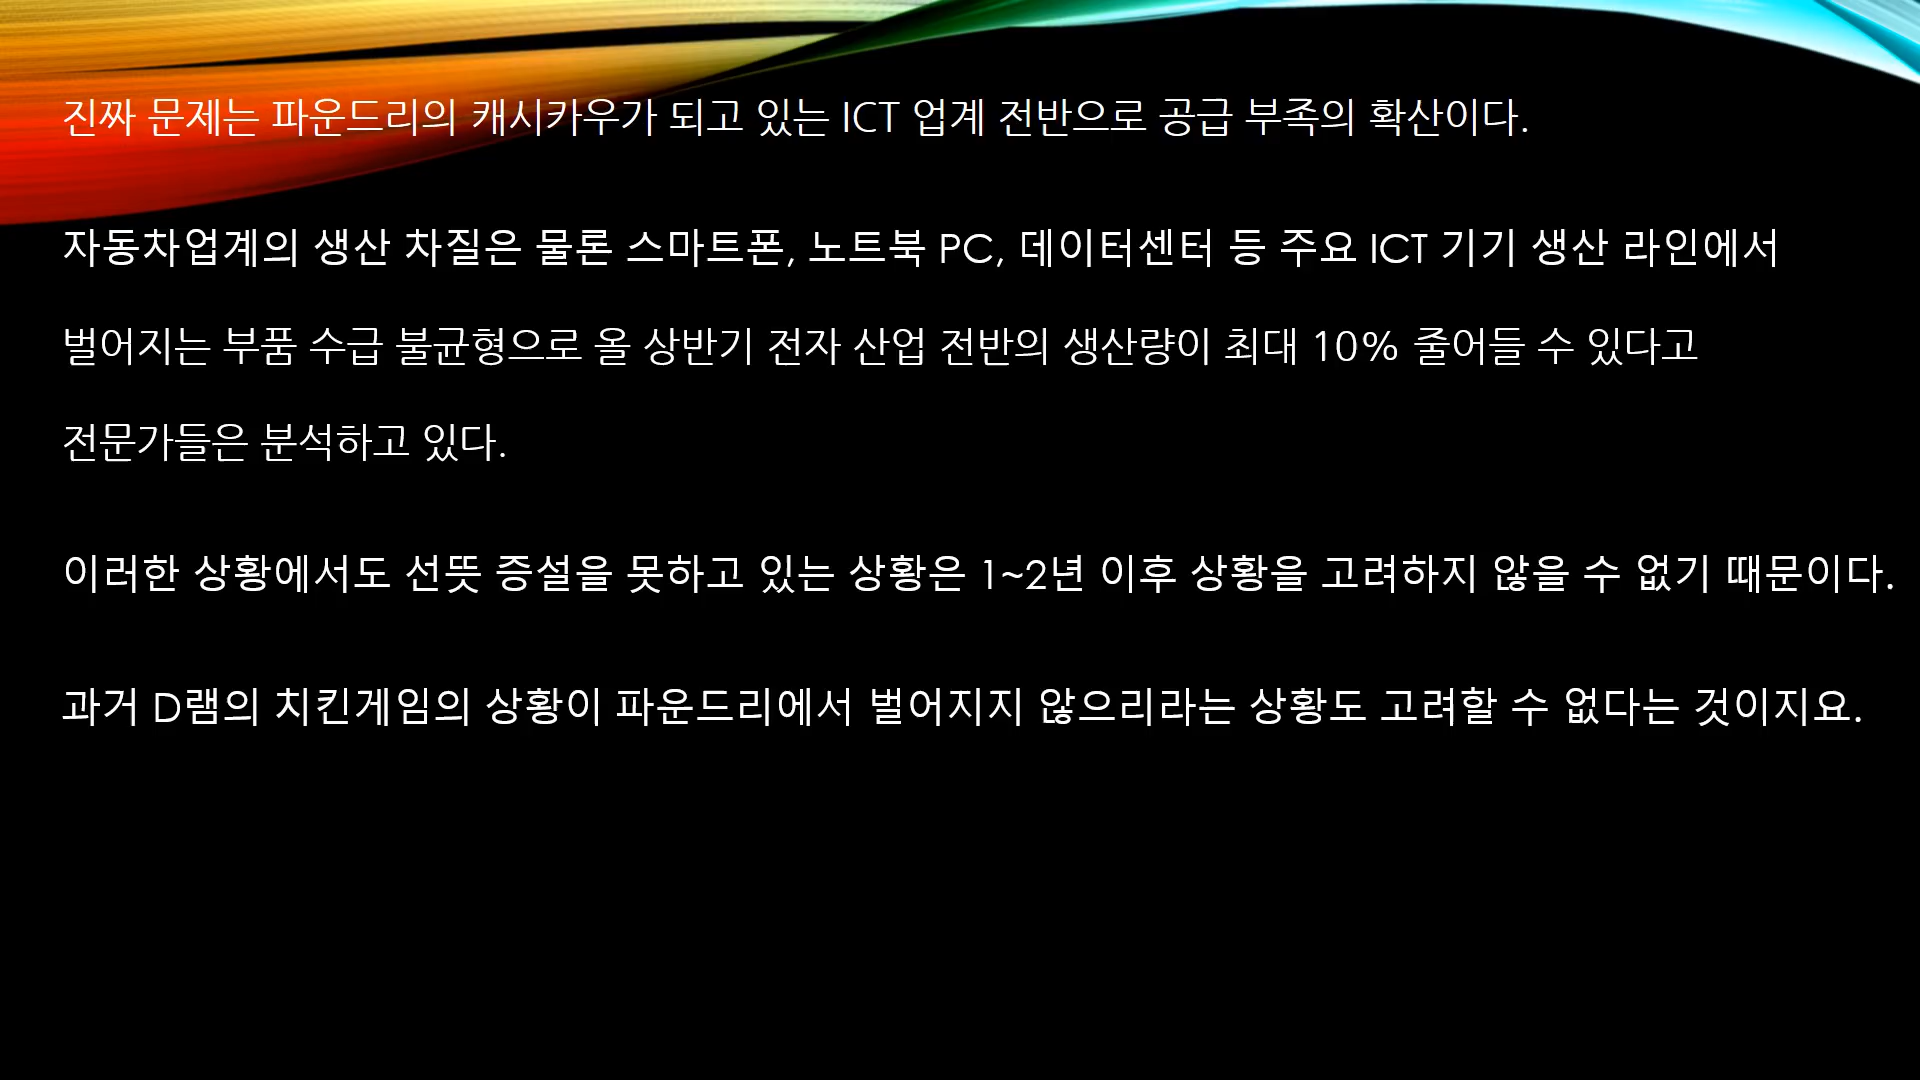 진짜 문제는 파운드리의 캐시카우가 되고 있는 ICT 업계 전반으로 공급 부족의 확산이다.
자동차업계의 생산 차질은 물론 스마트폰, 노트북 PC, 데이터센터 등 주요 ICT 기기 생산 라인에서
벌어지는 부품 수급 불균형으로 올 상반기 전자 산업 전반의 생산량이 최대 10% 줄어들 수 있다고
전문가들은 분석하고 있다.
이러한 상황에서도 선뜻 증설을 못하고 있는 상황은 1~2년 이후 상황을 고려하지 않을 수 없기 때문이다.
과거 D램의 치킨게임의 상황이 파운드리에서 벌어지지 않으리라는 상황도 고려할 수 없다는 것이지요.